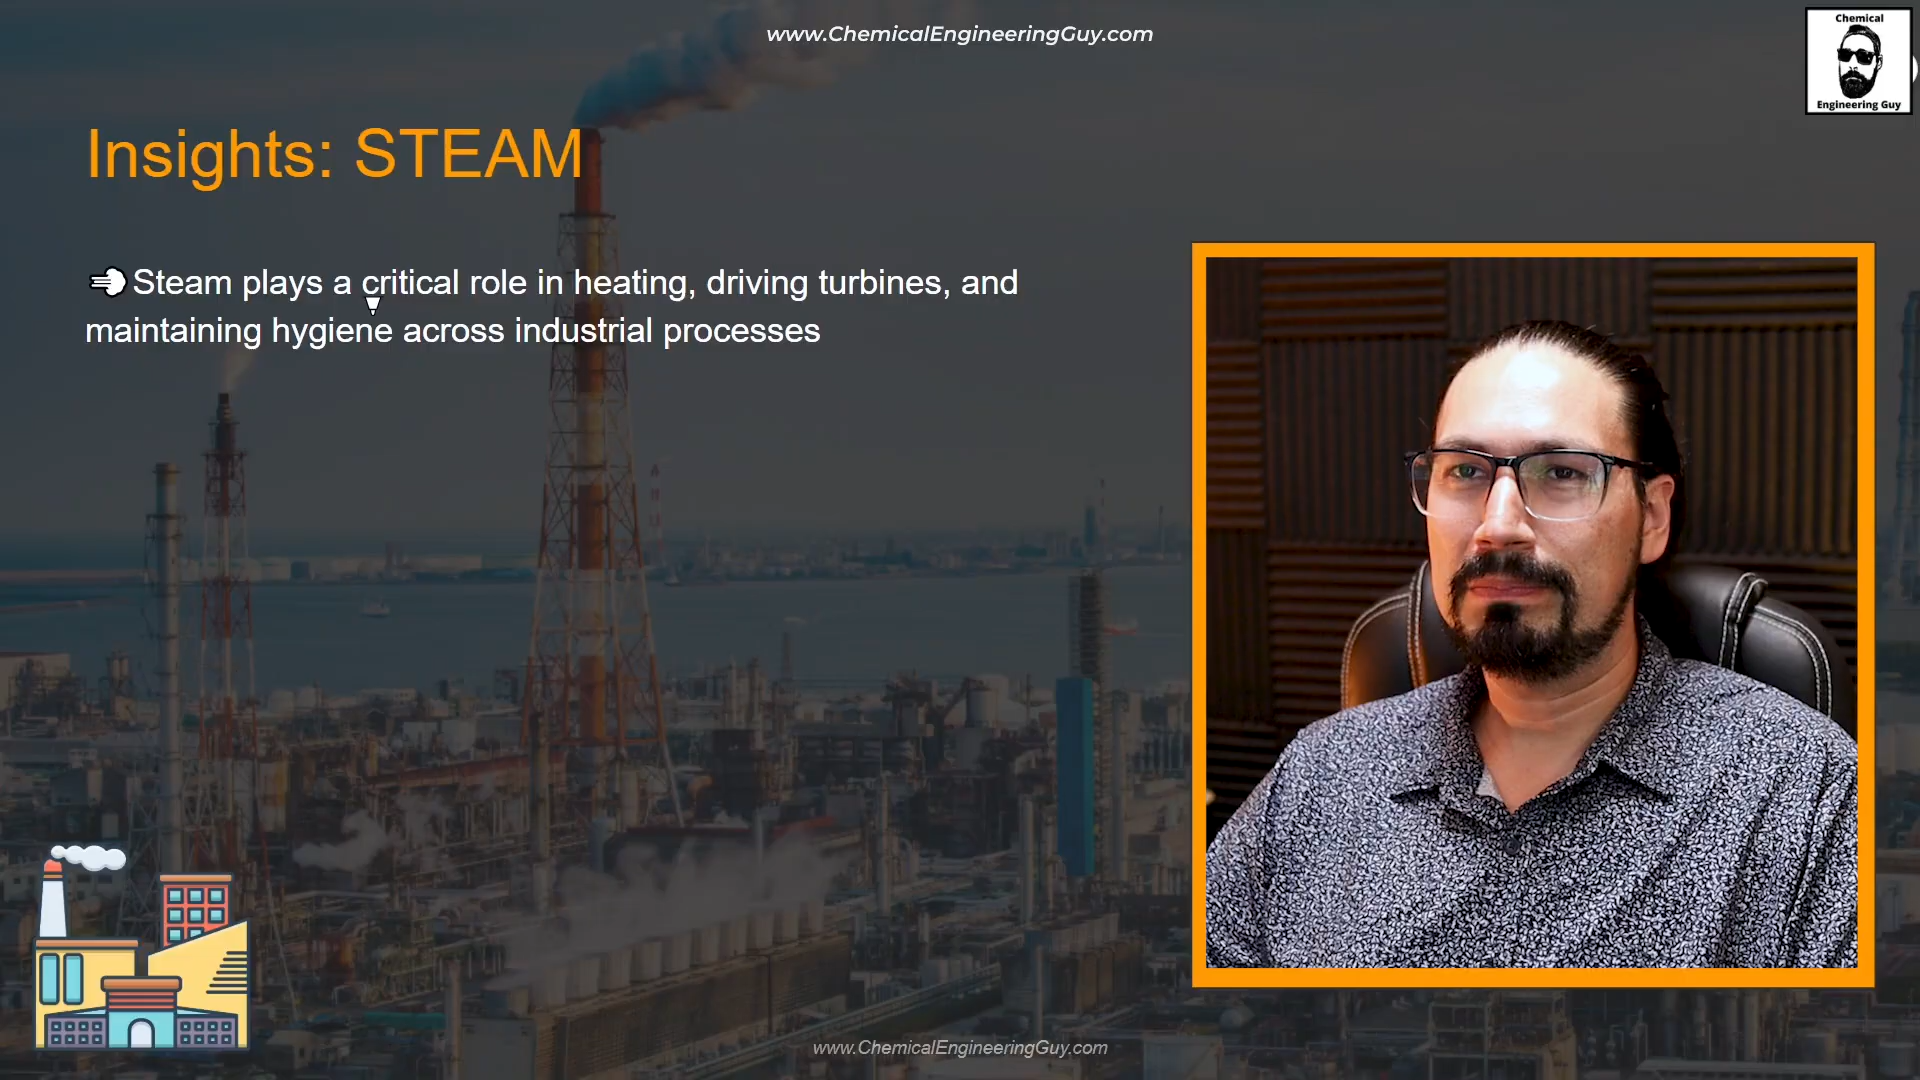 www.ChemicalEngineeringGuy.com
Chemical
Engineering Guy
Insights: STEAM
Steam plays a critical role in heating, driving turbines, and
maintaining hygiene across industrial processes
www.ChemicalEngineeringGuy.com